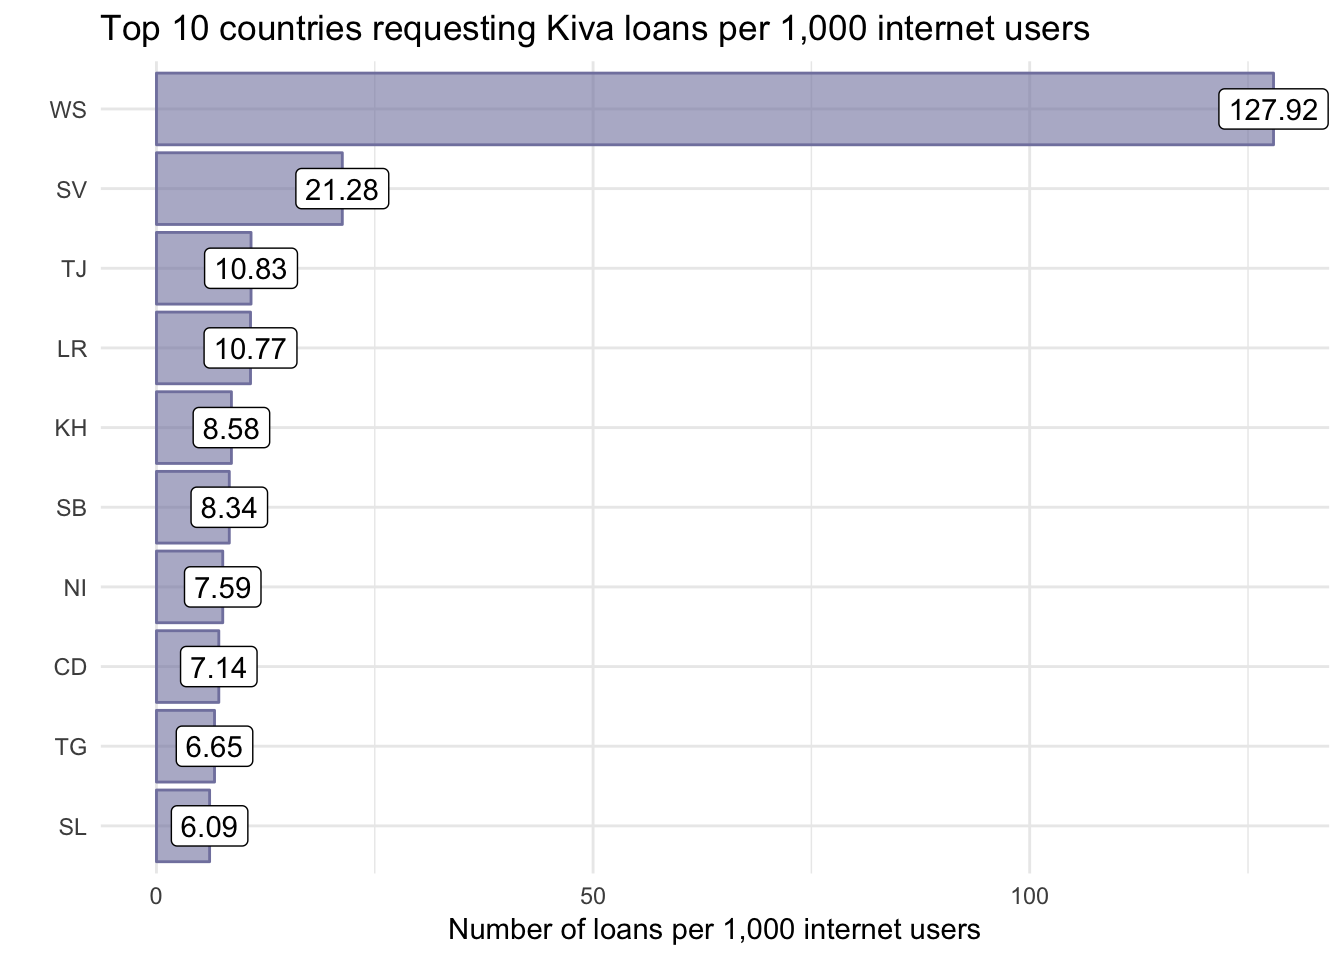 Top 10 countries requesting Kiva loans per 1,000 internet users
WS 127.92
SV 21.28
TJ 10.83
LR 10.77
KH 8.58
SB 8.34
NI 7.59
CD 7.14
TG 6.65
SL 6.09
0 50 100
Number of loans per 1,000 internet users